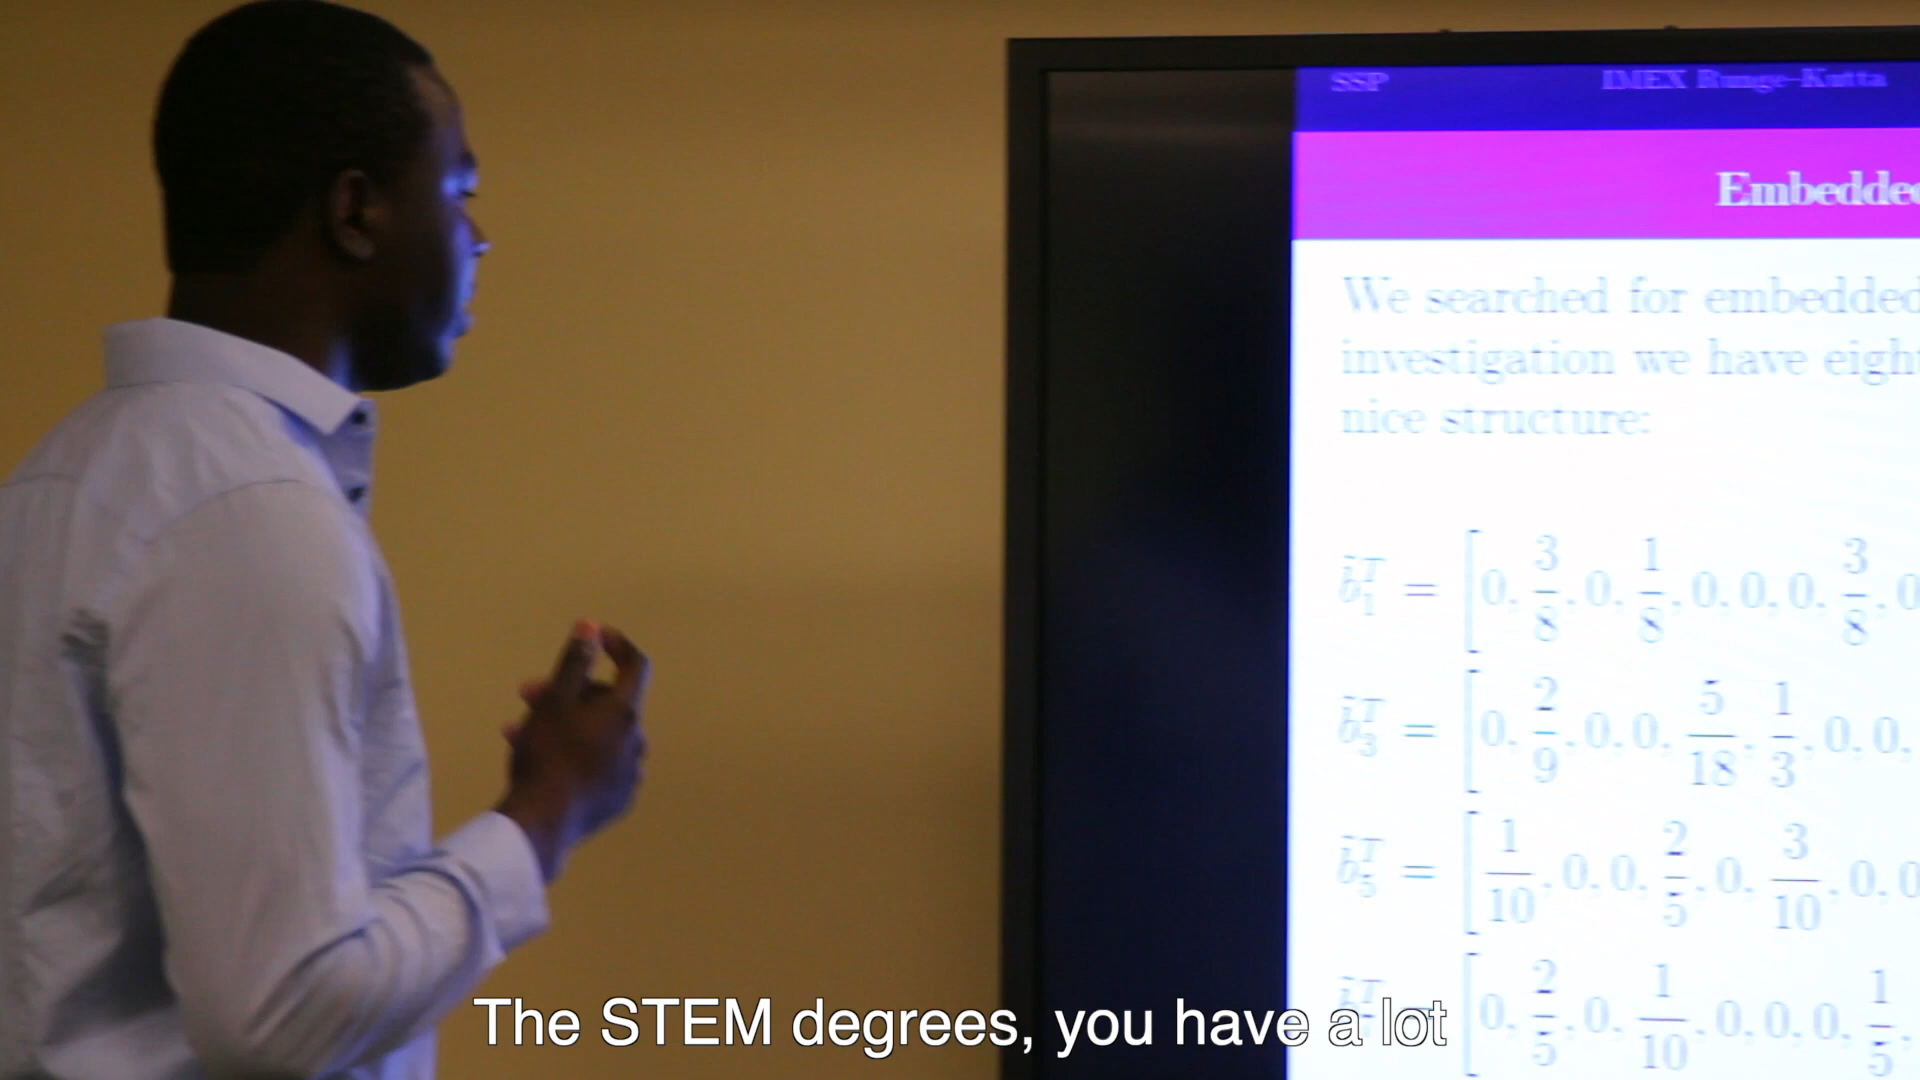 SSP IMEX Runge–Kutta
Embedded
We searched for embedded
investigation we have eigh
nice structure:
b̂₁ᵀ = [0, 3/8, 0, 1/8, 0, 0, 0, 3/8, 0
b̂₃ᵀ = [0, 2/9, 0, 0, 5/18, 1/3, 0, 0,
b̂₅ᵀ = [1/10, 0, 0, 2/5, 0, 3/10, 0, 0
[0, 2/5, 0, 1/10, 0, 0, 0, 1/5,
The STEM degrees, you have a lot